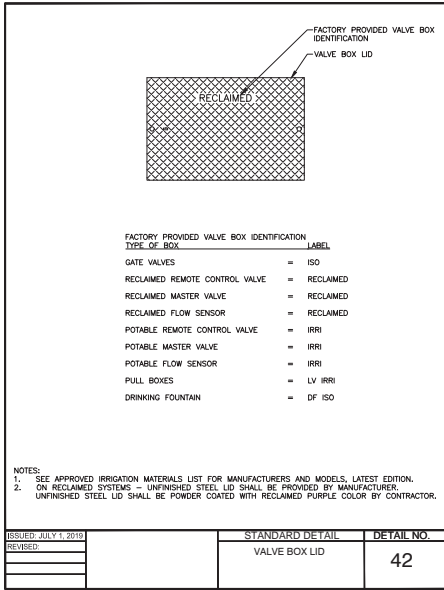 FACTORY PROVIDED VALVE BOX
IDENTIFICATION
VALVE BOX LID
RECLAIMED
FACTORY PROVIDED VALVE BOX IDENTIFICATION
TYPE OF BOX LABEL
GATE VALVES = ISO
RECLAIMED REMOTE CONTROL VALVE = RECLAIMED
RECLAIMED MASTER VALVE = RECLAIMED
RECLAIMED FLOW SENSOR = RECLAIMED
POTABLE REMOTE CONTROL VALVE = IRRI
POTABLE MASTER VALVE = IRRI
POTABLE FLOW SENSOR = IRRI
PULL BOXES = LV IRRI
DRINKING FOUNTAIN = DF ISO
NOTES:
1. SEE APPROVED IRRIGATION MATERIALS LIST FOR MANUFACTURERS AND MODELS, LATEST EDITION.
2. ON RECLAIMED SYSTEMS – UNFINISHED STEEL LID SHALL BE PROVIDED BY MANUFACTURER.
UNFINISHED STEEL LID SHALL BE POWDER COATED WITH RECLAIMED PURPLE COLOR BY CONTRACTOR.
ISSUED: JULY 1, 2019
REVISED:
STANDARD DETAIL
VALVE BOX LID
DETAIL NO.
42